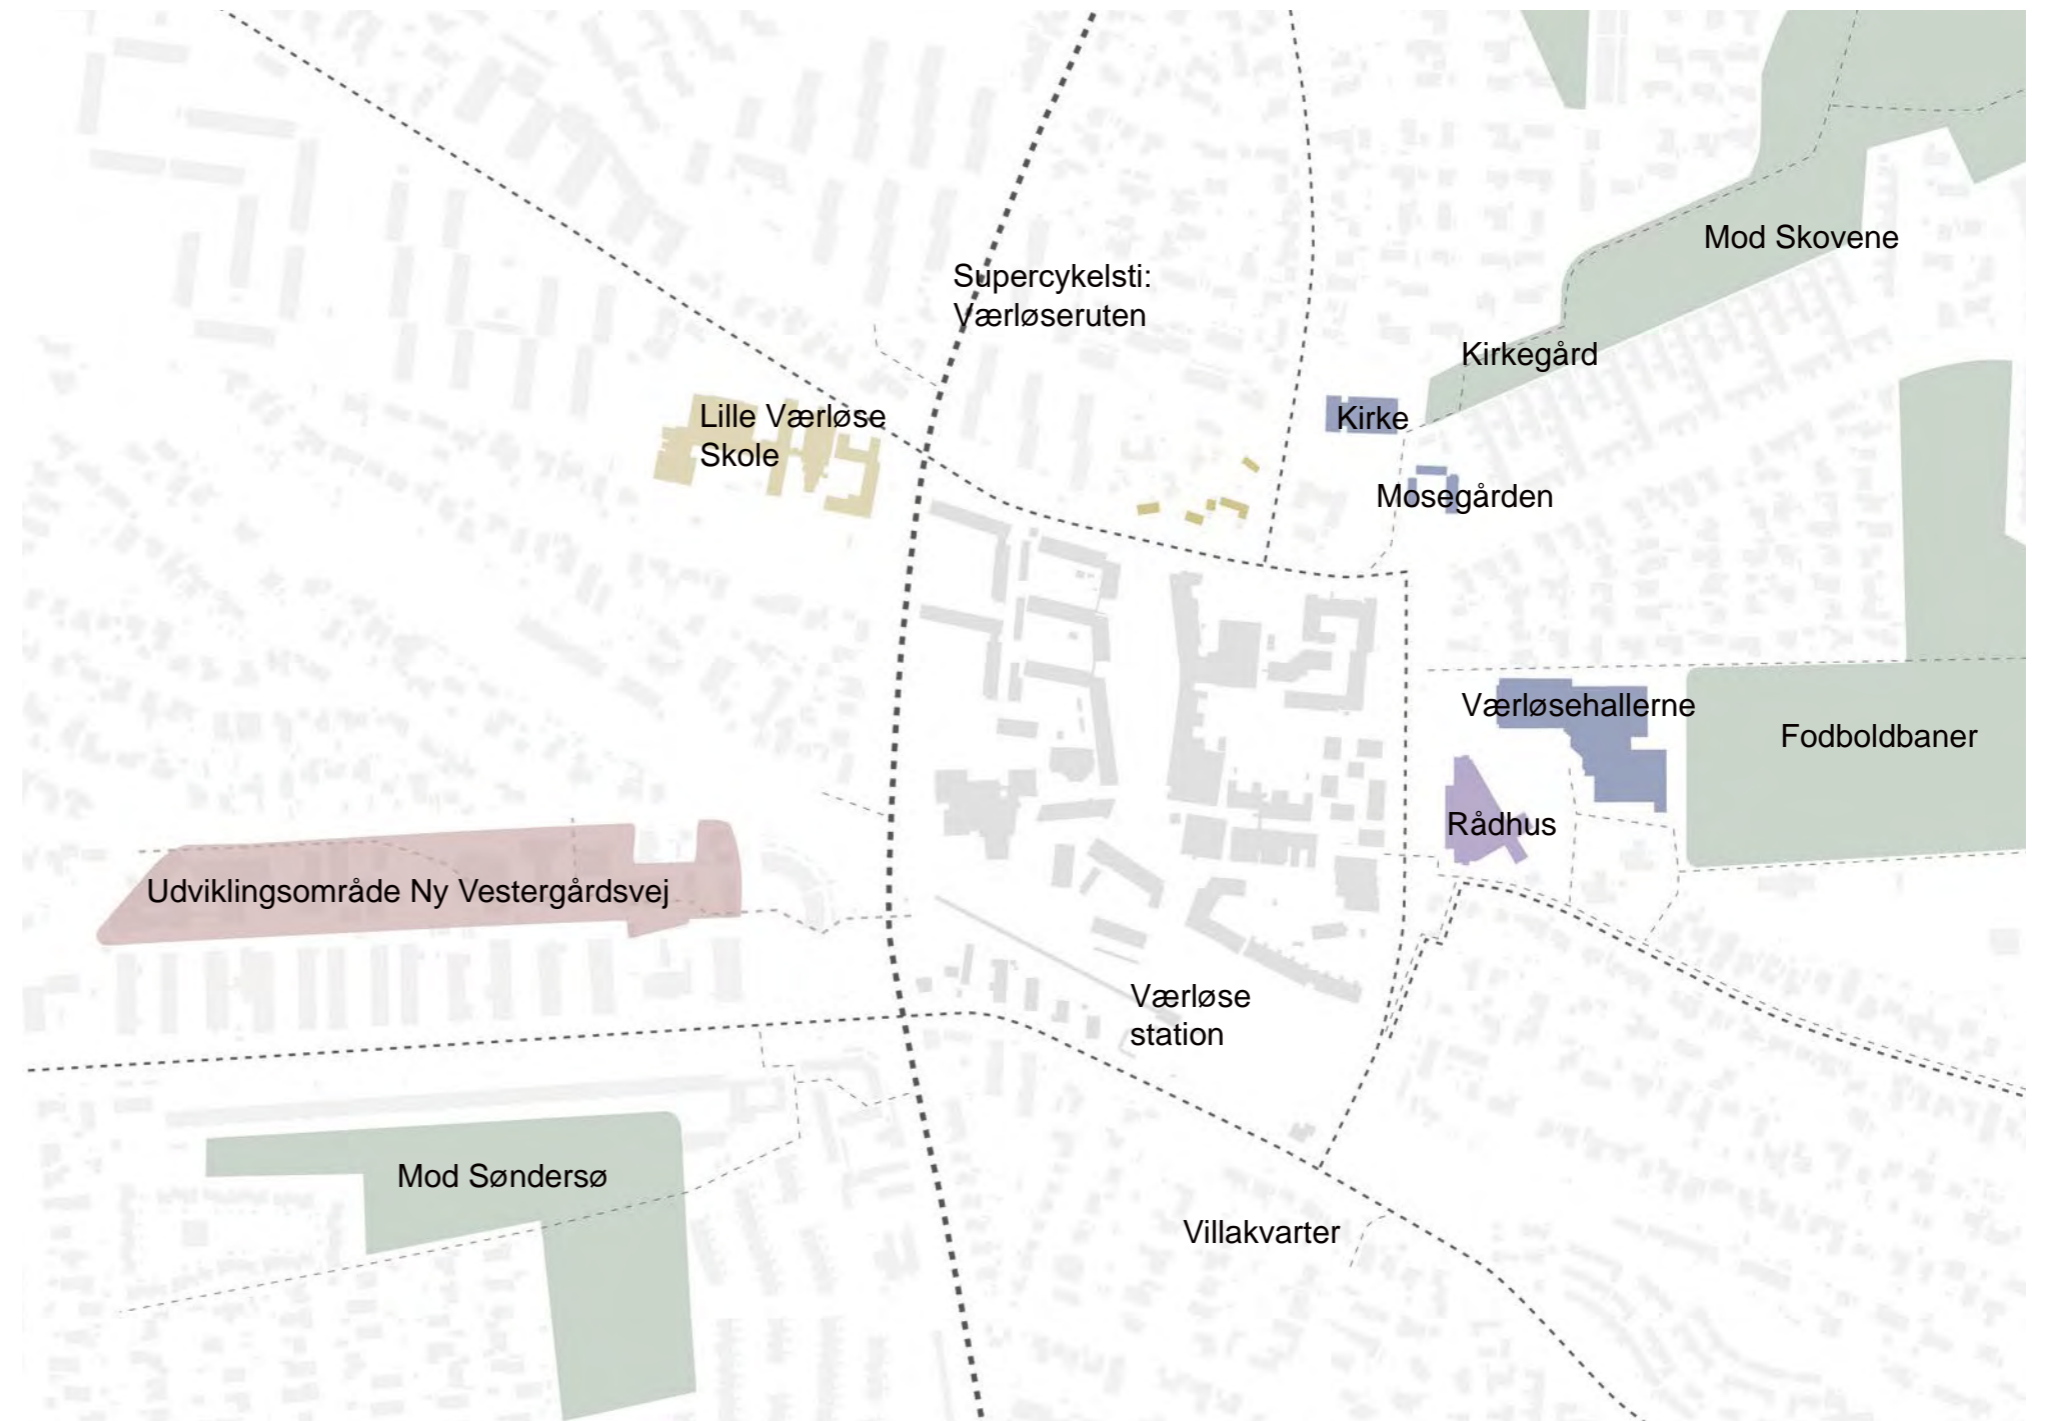 Mod Skovene
Supercykelsti:
Værløseruten
Kirkegård
Lille Værløse
Skole
Kirke
Mosegården
Værløsehallerne
Fodboldbaner
Rådhus
Udviklingsområde Ny Vestergårdsvej
Værløse
station
Mod Søndersø
Villakvarter